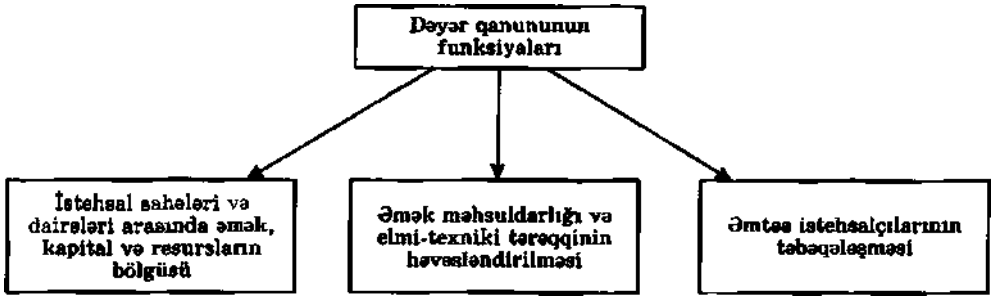 Dəyər qanununun
funksiyaları
İstehsal sahələri və
dairələri arasında əmək,
kapital və resursların
bölgüsü
Əmək məhsuldarlığı və
elmi-texniki tərəqqinin
həvəsləndirilməsi
Əmtəə istehsalçılarının
təbəqələşməsi